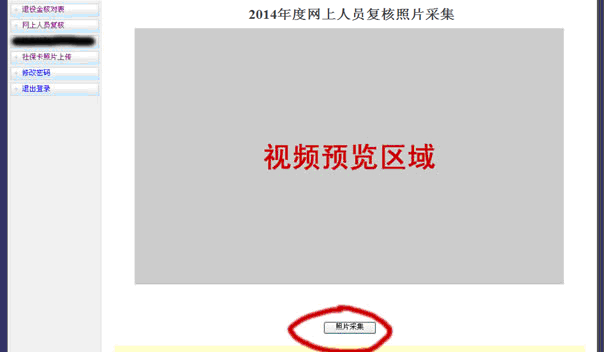 退役金核对表
网上人员复核
社保卡照片上传
修改密码
退出登录
2014年度网上人员复核照片采集
视频预览区域
照片采集